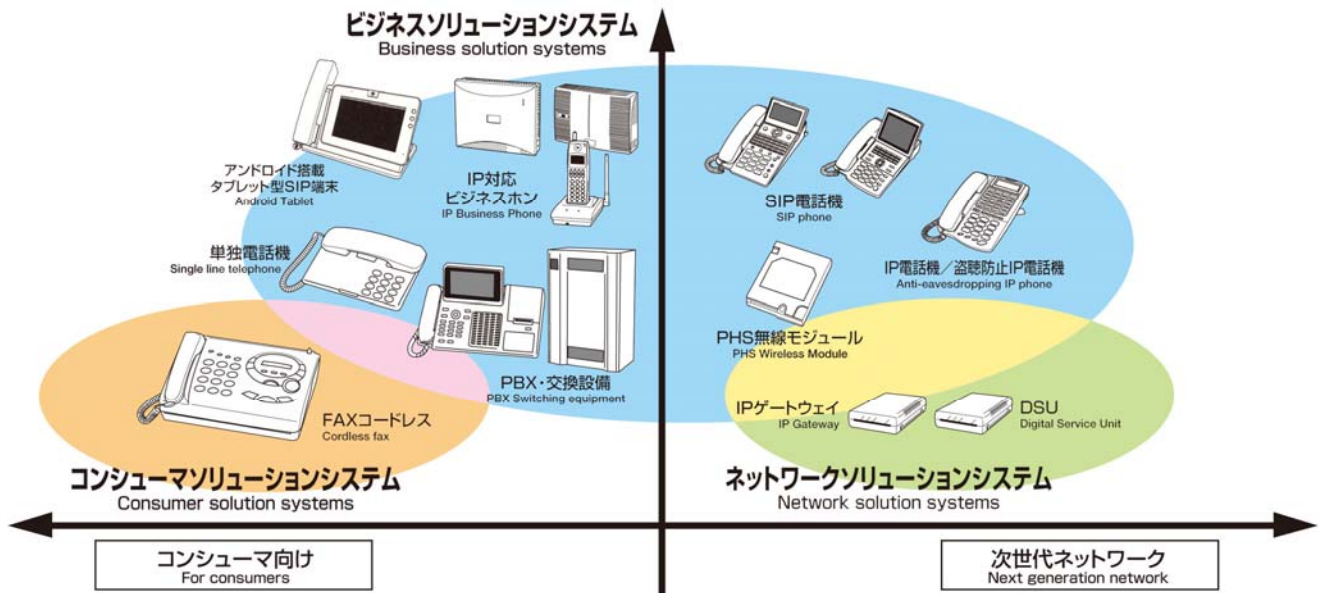 ビジネスソリューションシステム
Business solution systems
アンドロイド搭載
タブレット型SIP端末
Android Tablet
IP対応
ビジネスホン
IP Business Phone
SIP電話機
SIP phone
単独電話機
Single line telephone
IP電話機／盗聴防止IP電話機
Anti-eavesdropping IP phone
PHS無線モジュール
PHS Wireless Module
PBX・交換設備
PBX Switching equipment
FAXコードレス
Cordless fax
IPゲートウェイ
IP Gateway
DSU
Digital Service Unit
コンシューマソリューションシステム
Consumer solution systems
ネットワークソリューションシステム
Network solution systems
コンシューマ向け
For consumers
次世代ネットワーク
Next generation network